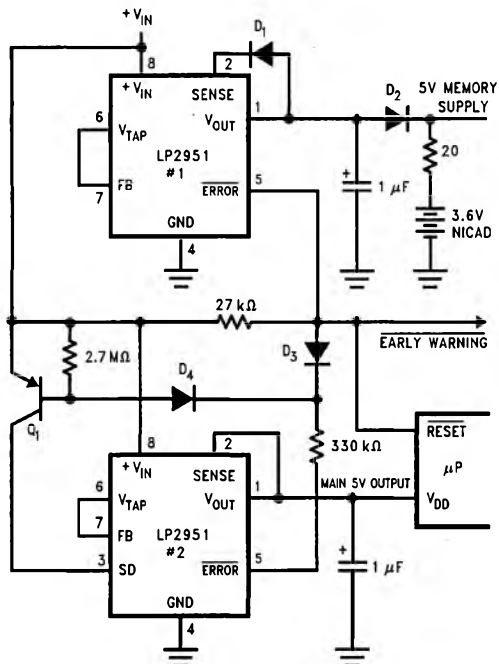 +VIN
D1
8
2
+VIN
SENSE
6
VTAP
VOUT
1
D2
5V MEMORY
SUPPLY
LP2951
#1
20
7
FB
ERROR
5
+
1 μF
3.6V
NICAD
GND
4
27 kΩ
EARLY WARNING
2.7 MΩ
D4
D3
Q1
8
2
330 kΩ
RESET
+VIN
SENSE
μP
6
VTAP
VOUT
1
MAIN 5V OUTPUT
VDD
7
FB
LP2951
#2
3
SD
ERROR
5
+
1 μF
GND
4